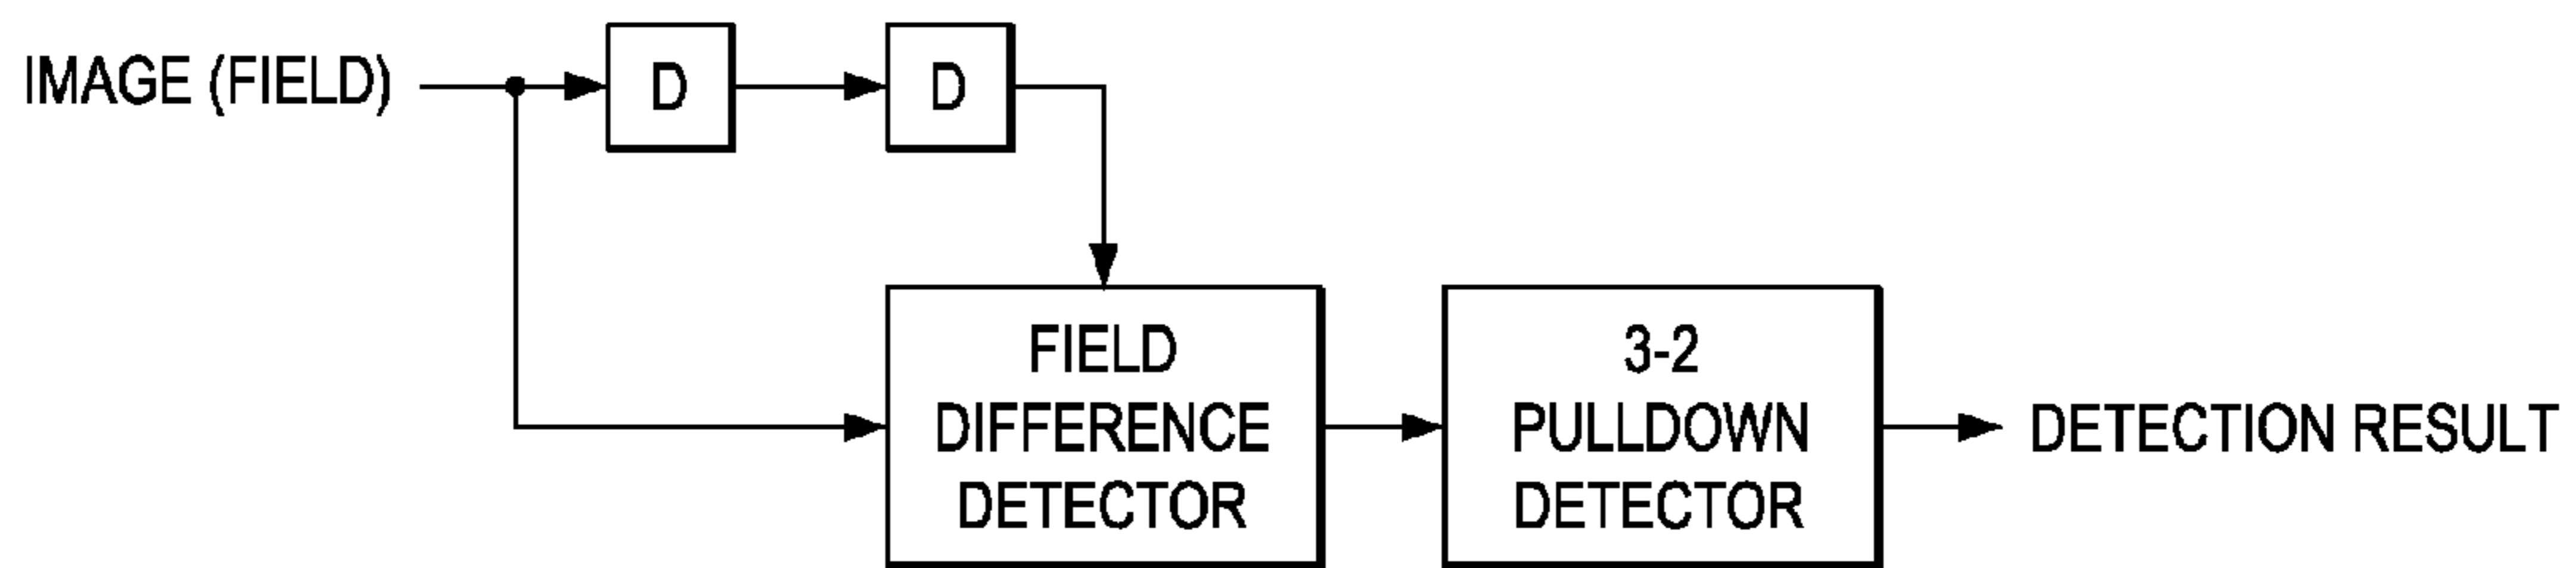 IMAGE (FIELD)
D
D
FIELD
DIFFERENCE
DETECTOR
3-2
PULLDOWN
DETECTOR
DETECTION RESULT